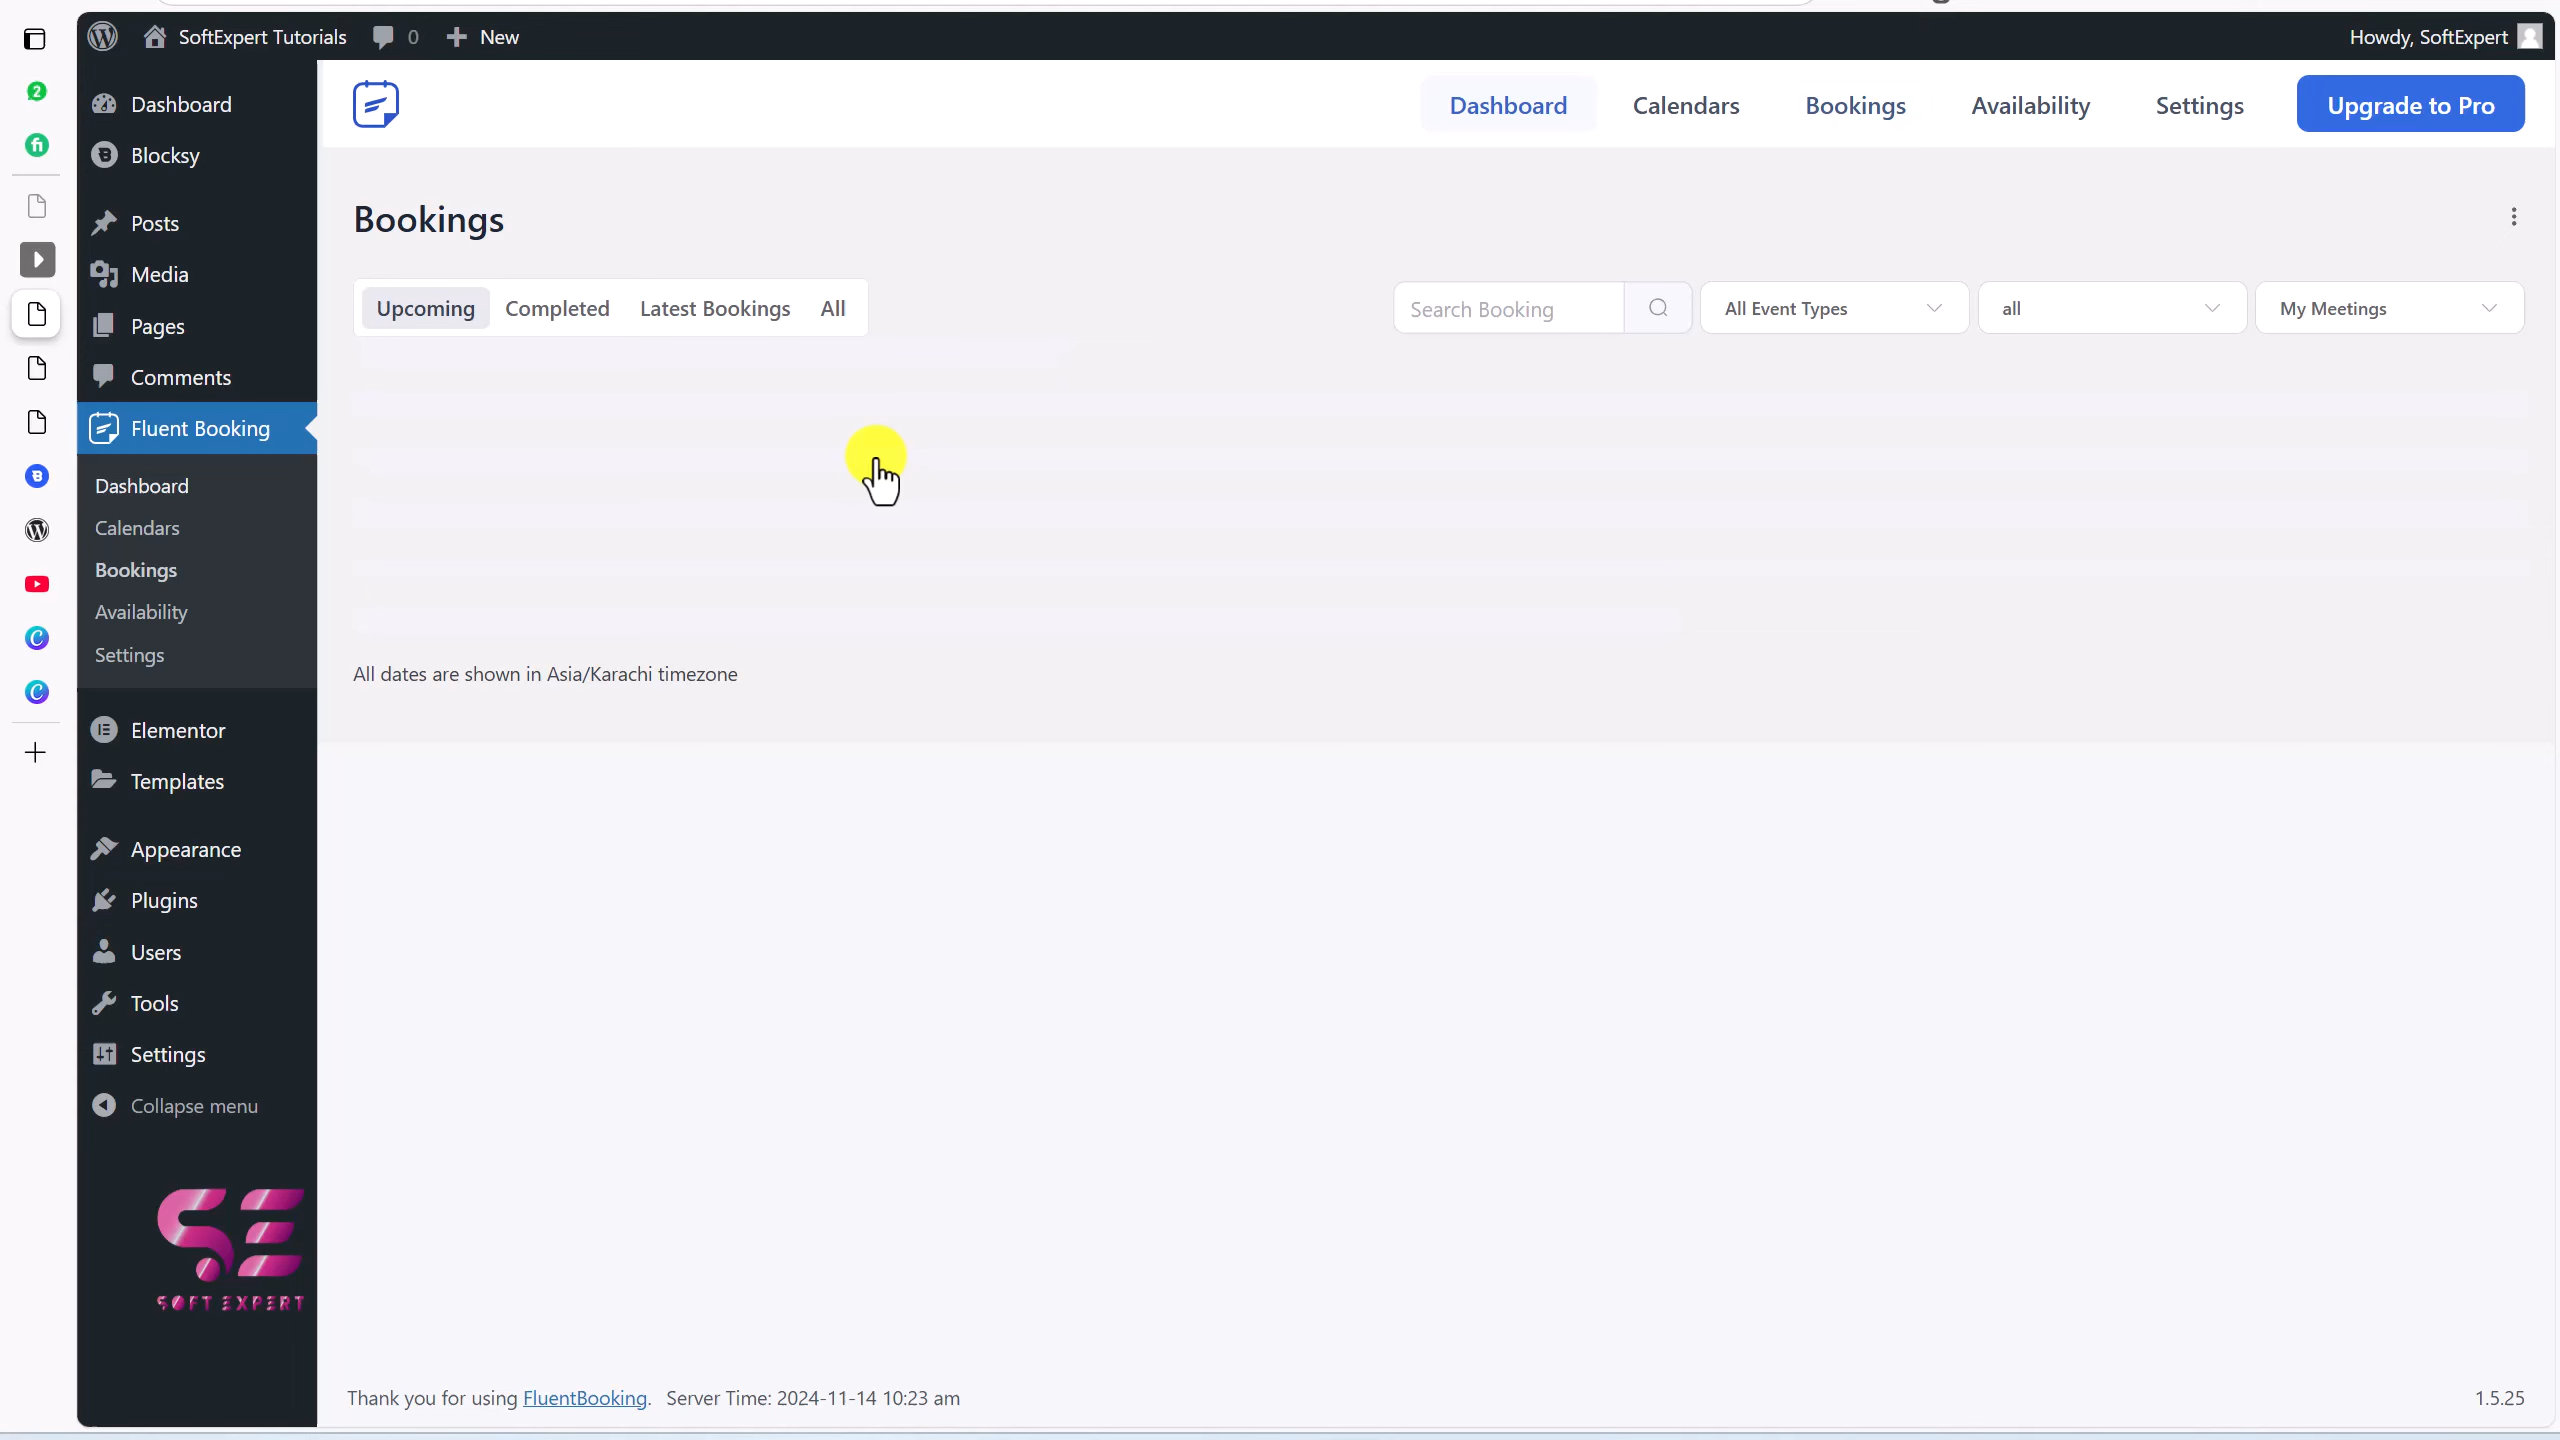 SoftExpert Tutorials 0 New Howdy, SoftExpert
Dashboard
Blocksy
Posts
Media
Pages
Comments
Fluent Booking
Dashboard
Calendars
Bookings
Availability
Settings
Elementor
Templates
Appearance
Plugins
Users
Tools
Settings
Collapse menu
SOFT EXPERT
Dashboard Calendars Bookings Availability Settings Upgrade to Pro
Bookings
Upcoming Completed Latest Bookings All Search Booking All Event Types all My Meetings
All dates are shown in Asia/Karachi timezone
Thank you for using FluentBooking. Server Time: 2024-11-14 10:23 am 1.5.25